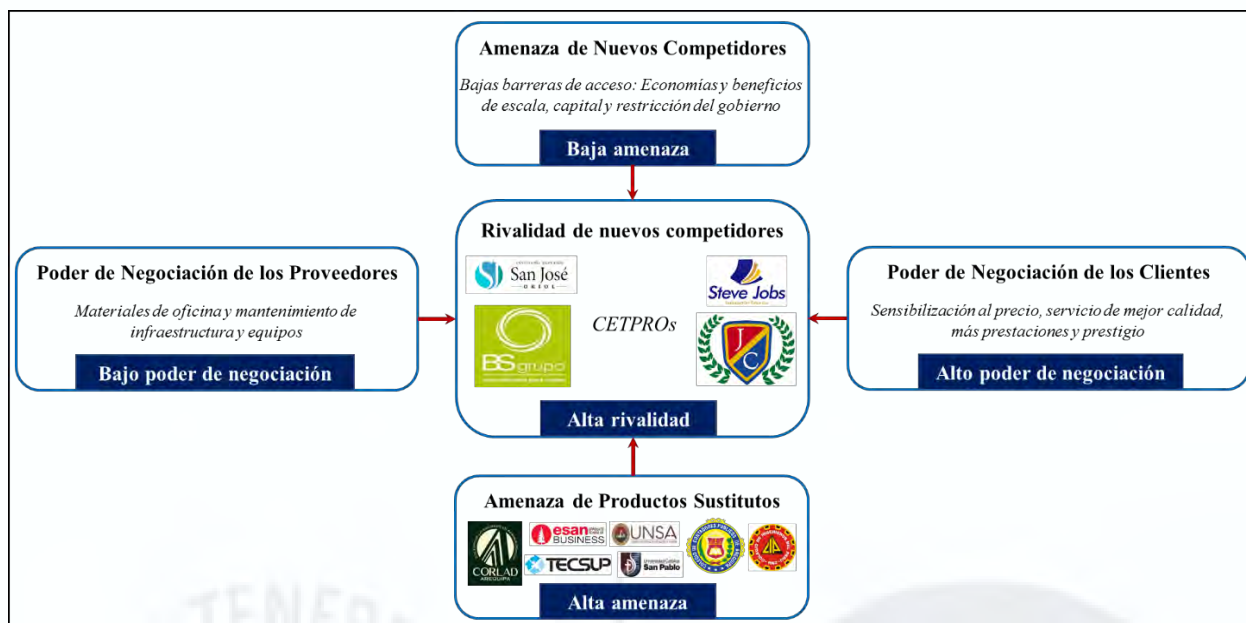 Amenaza de Nuevos Competidores
Bajas barreras de acceso: Economías y beneficios
de escala, capital y restricción del gobierno
Baja amenaza
Poder de Negociación de los Proveedores
Materiales de oficina y mantenimiento de
infraestructura y equipos
Bajo poder de negociación
Rivalidad de nuevos competidores
San José
ORIOL
Steve Jobs
CETPROs
BS grupo
JC
Alta rivalidad
Poder de Negociación de los Clientes
Sensibilización al precio, servicio de mejor calidad,
más prestaciones y prestigio
Alto poder de negociación
Amenaza de Productos Sustitutos
CORLAD
AREQUIPA
esan
BUSINESS
UNSA
TECSUP
San Pablo
Alta amenaza
TENER